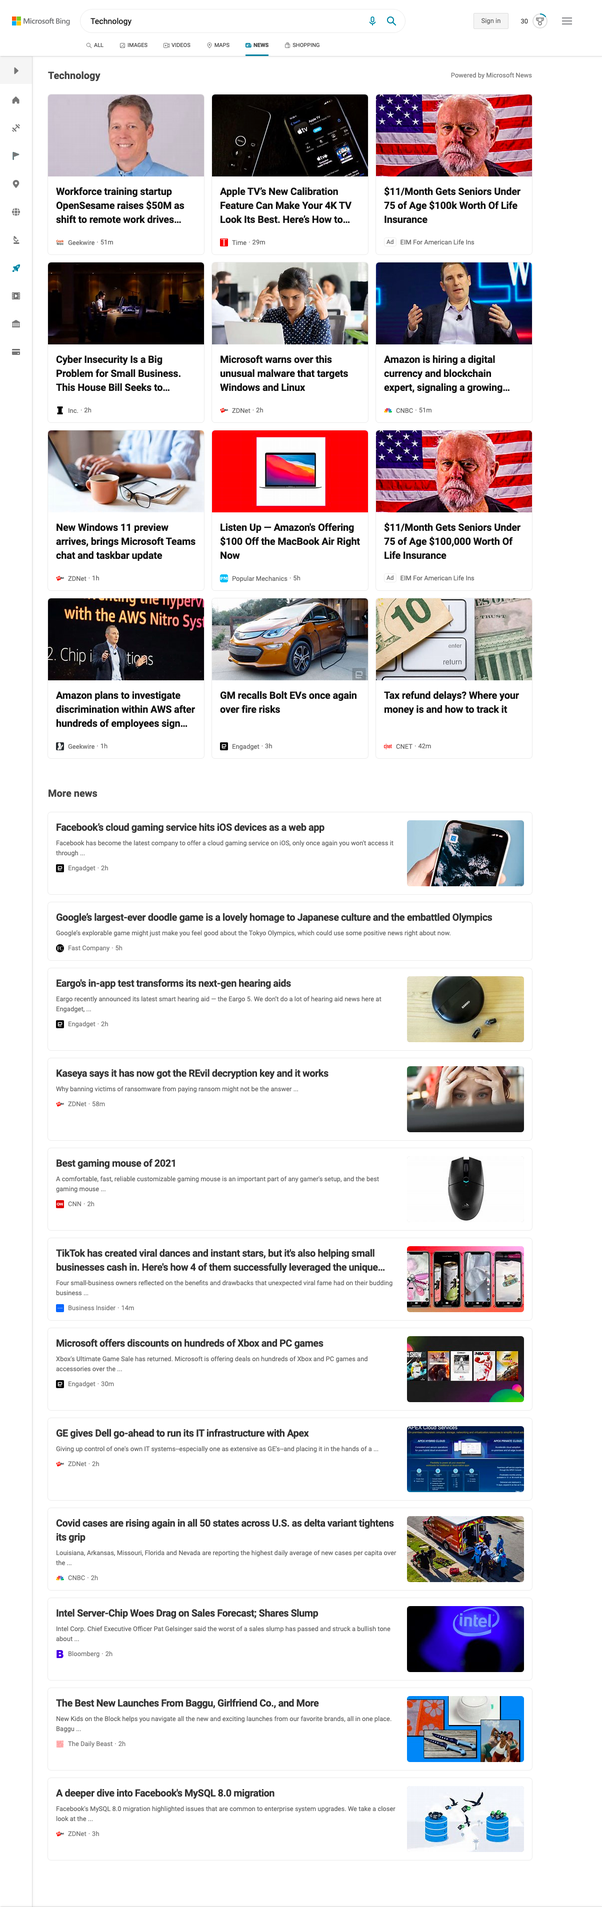 Microsoft Bing
Technology
Sign in
30
ALL
IMAGES
VIDEOS
MAPS
NEWS
SHOPPING
Technology
Powered by Microsoft News
Workforce training startup
OpenSesame raises $50M as
shift to remote work drives...
Geekwire · 51m
Apple TV's New Calibration
Feature Can Make Your 4K TV
Look Its Best. Here's How to...
Time · 29m
$11/Month Gets Seniors Under
75 of Age $100k Worth Of Life
Insurance
Ad EIM For American Life Ins
Cyber Insecurity Is a Big
Problem for Small Business.
This House Bill Seeks to...
Inc. · 2h
Microsoft warns over this
unusual malware that targets
Windows and Linux
ZDNet · 2h
W
Amazon is hiring a digital
currency and blockchain
expert, signaling a growing...
CNBC · 51m
New Windows 11 preview
arrives, brings Microsoft Teams
chat and taskbar update
ZDNet · 1h
Listen Up — Amazon's Offering
$100 Off the MacBook Air Right
Now
Popular Mechanics · 5h
$11/Month Gets Seniors Under
75 of Age $100,000 Worth Of
Life Insurance
Ad EIM For American Life Ins
with the AWS Nitro Sys
2. Chip i
tions
Amazon plans to investigate
discrimination within AWS after
hundreds of employees sign...
Geekwire · 1h
GM recalls Bolt EVs once again
over fire risks
Engadget · 3h
10
enter
return
Tax refund delays? Where your
money is and how to track it
CNET · 42m
More news
Facebook's cloud gaming service hits iOS devices as a web app
Facebook has become the latest company to offer a cloud gaming service on iOS, only once again you won't access it
through ...
Engadget · 2h
Google's largest-ever doodle game is a lovely homage to Japanese culture and the embattled Olympics
Google's explorable game might just make you feel good about the Tokyo Olympics, which could use some positive news right about now.
Fast Company · 5h
Eargo's in-app test transforms its next-gen hearing aids
Eargo recently announced its latest smart hearing aid — the Eargo 5. We don't do a lot of hearing aid news here at
Engadget, ...
Engadget · 2h
Kaseya says it has now got the REvil decryption key and it works
Why banning victims of ransomware from paying ransom might not be the answer ...
ZDNet · 58m
Best gaming mouse of 2021
A comfortable, fast, reliable customizable gaming mouse is an important part of any gamer's setup, and the best
gaming mouse ...
CNN · 2h
TikTok has created viral dances and instant stars, but it's also helping small
businesses cash in. Here's how 4 of them successfully leveraged the unique...
Four small-business owners reflected on the benefits and drawbacks that unexpected viral fame had on their budding
business ...
Business Insider · 14m
Microsoft offers discounts on hundreds of Xbox and PC games
Xbox's Ultimate Game Sale has returned. Microsoft is offering deals on hundreds of Xbox and PC games and
accessories over the ...
Engadget · 30m
GE gives Dell go-ahead to run its IT infrastructure with Apex
Giving up control of one's own IT systems–especially one as extensive as GE's–and placing it in the hands of a ...
ZDNet · 2h
APEX Cloud Services
Covid cases are rising again in all 50 states across U.S. as delta variant tightens
its grip
Louisiana, Arkansas, Missouri, Florida and Nevada are reporting the highest daily average of new cases per capita over
the ...
CNBC · 2h
Intel Server-Chip Woes Drag on Sales Forecast; Shares Slump
Intel Corp. Chief Executive Officer Pat Gelsinger said the worst of a sales slump has passed and struck a bullish tone
about ...
Bloomberg · 2h
intel
The Best New Launches From Baggu, Girlfriend Co., and More
New Kids on the Block helps you navigate all the new and exciting launches from our favorite brands, all in one place.
Baggu ...
The Daily Beast · 2h
A deeper dive into Facebook's MySQL 8.0 migration
Facebook's MySQL 8.0 migration highlighted issues that are common to enterprise system upgrades. We take a closer
look at the ...
ZDNet · 3h